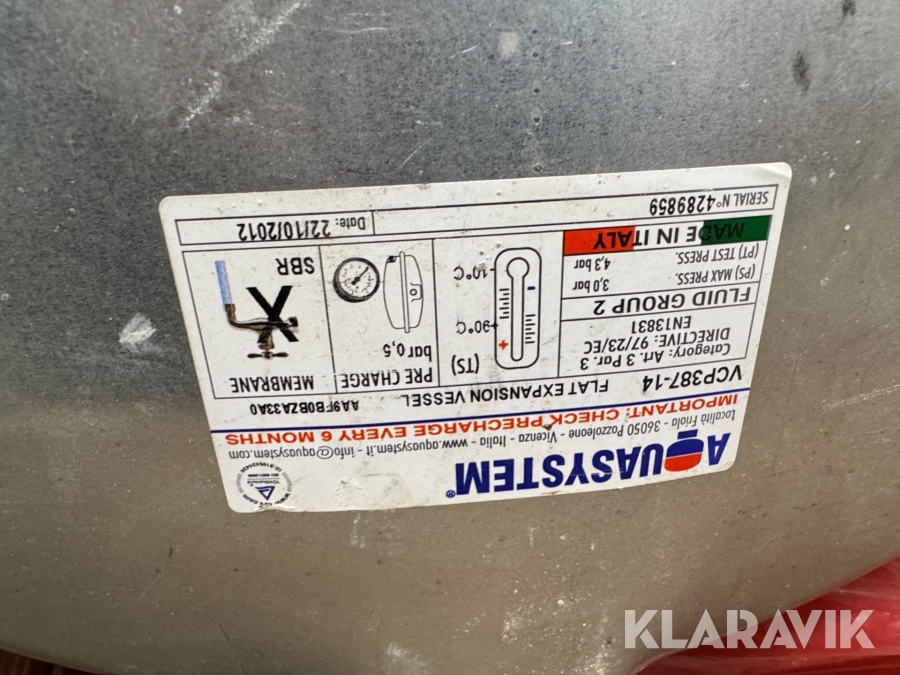 AQUASYSTEM®
Località Friola - 36050 Pozzoleone Vicenza - Italia - www.aquasystem.it - info@aquasystem.com
IMPORTANT: CHECK PRECHARGE EVERY 6 MONTHS
VCP387-14 FLAT EXPANSION VESSEL AA9FB0BZA33A0
Category: Art. 3 Par. 3
DIRECTIVE: 97/23/EC
EN13831
FLUID GROUP 2
(PS) MAX PRESS. 3,0 bar
(PT) TEST PRESS. 4,3 bar
MADE IN ITALY
(TS)
+ 90°C
- 10°C
PRE CHARGE
bar 0,5
MEMBRANE
SBR
SERIAL N° 4289859
Date: 22/10/2012
KLARAVIK